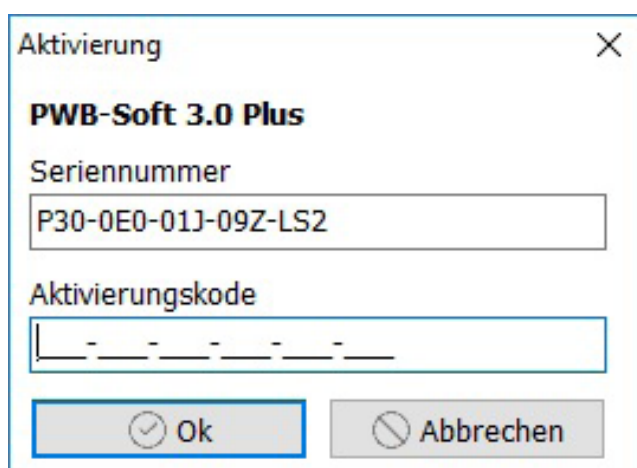 Aktivierung
PWB-Soft 3.0 Plus
Seriennummer
P30-0E0-01J-09Z-LS2
Aktivierungskode
___-___-___-___-___-___
Ok Abbrechen